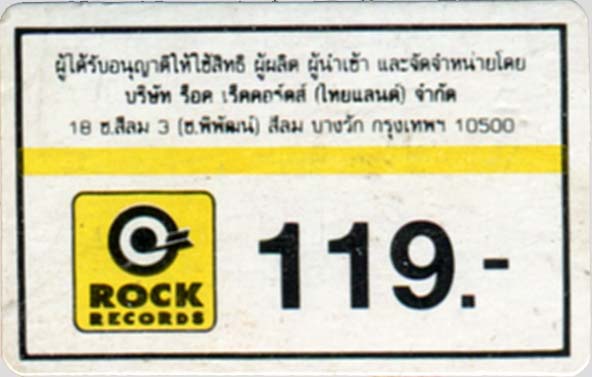 ผู้ได้รับอนุญาติให้ใช้สิทธิ ผู้ผลิต ผู้นำเข้า และจัดจำหน่ายโดย
บริษัท ร็อค เร็คคอร์ดส์ (ไทยแลนด์) จำกัด
18 ซ.สีลม 3 (ซ.พิพัฒน์) สีลม บางรัก กรุงเทพฯ 10500
ROCK
RECORDS
119.-